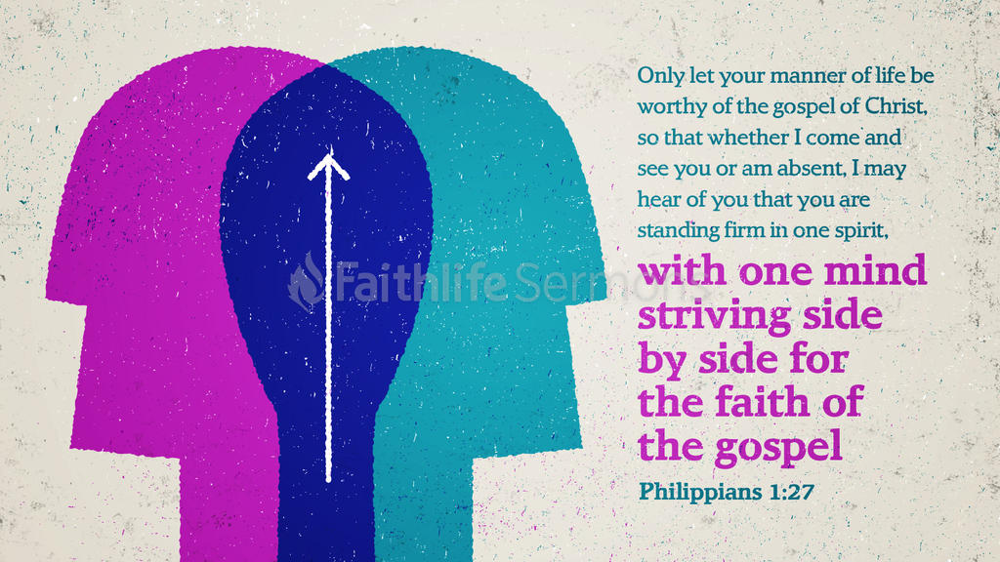 Only let your manner of life be
worthy of the gospel of Christ,
so that whether I come and
see you or am absent, I may
hear of you that you are
standing firm in one spirit,
with one mind
striving side
by side for
the faith of
the gospel
Philippians 1:27
Faithlife Sermons